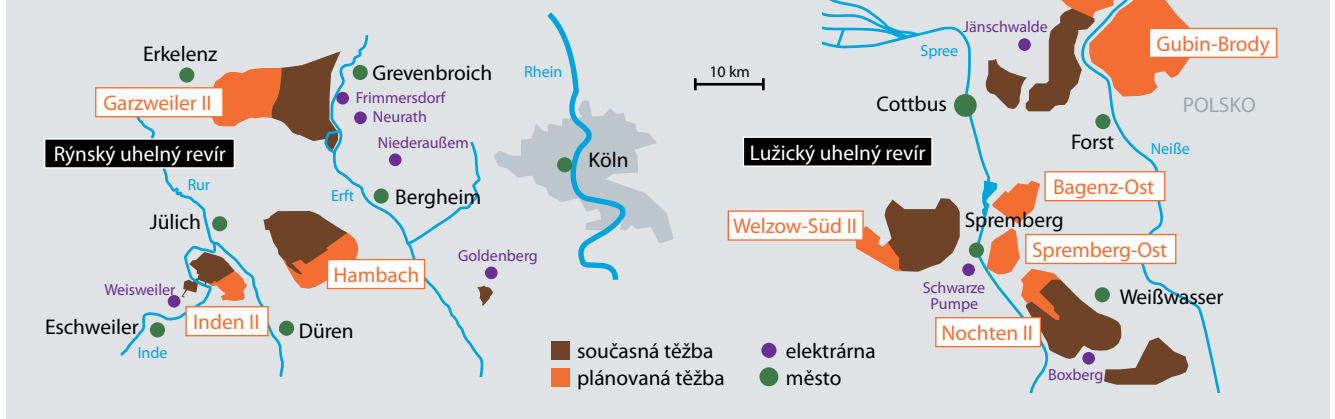 Erkelenz
Grevenbroich
Garzweiler II
Frimmersdorf
Neurath
Rýnský uhelný revír
Niederaußem
Rhein
Köln
Rur
Erft
Bergheim
Jülich
Goldenberg
Hambach
Weisweiler
Inden II
Eschweiler
Düren
Inde
10 km
současná těžba
plánovaná těžba
elektrárna
město
Jänschwalde
Spree
Gubin-Brody
Cottbus
POLSKO
Forst
Neiße
Lužický uhelný revír
Bagenz-Ost
Welzow-Süd II
Spremberg
Spremberg-Ost
Schwarze
Pumpe
Weißwasser
Nochten II
Boxberg